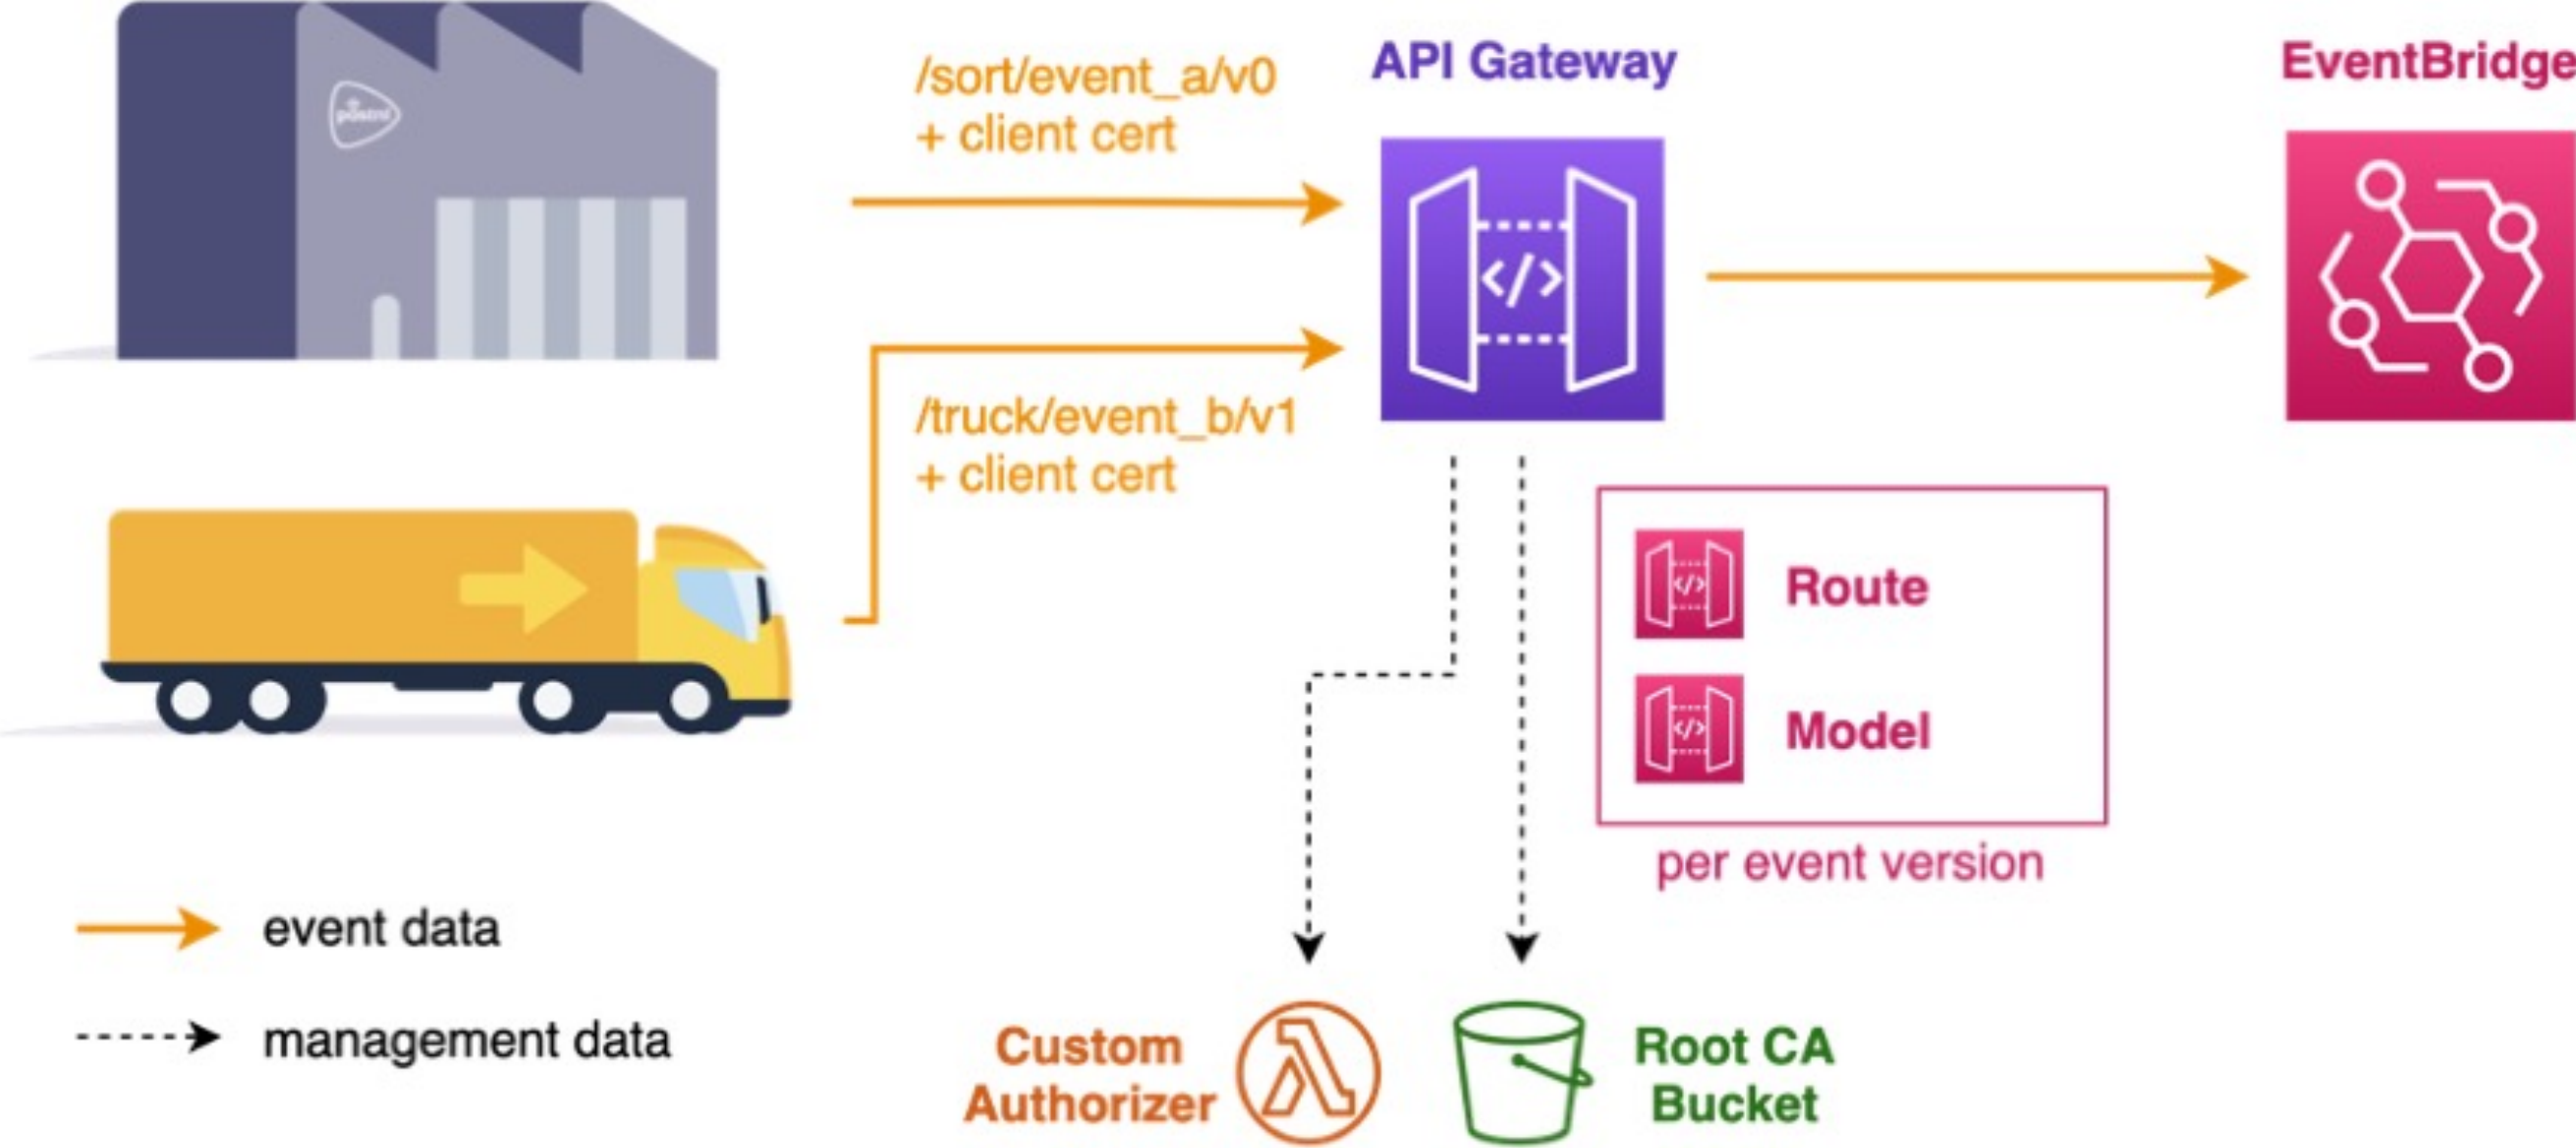 postnl
/sort/event_a/v0
+ client cert
API Gateway
EventBridge
</>
/truck/event_b/v1
+ client cert
</>
Route
</>
Model
per event version
event data
management data
Custom
Authorizer
Root CA
Bucket